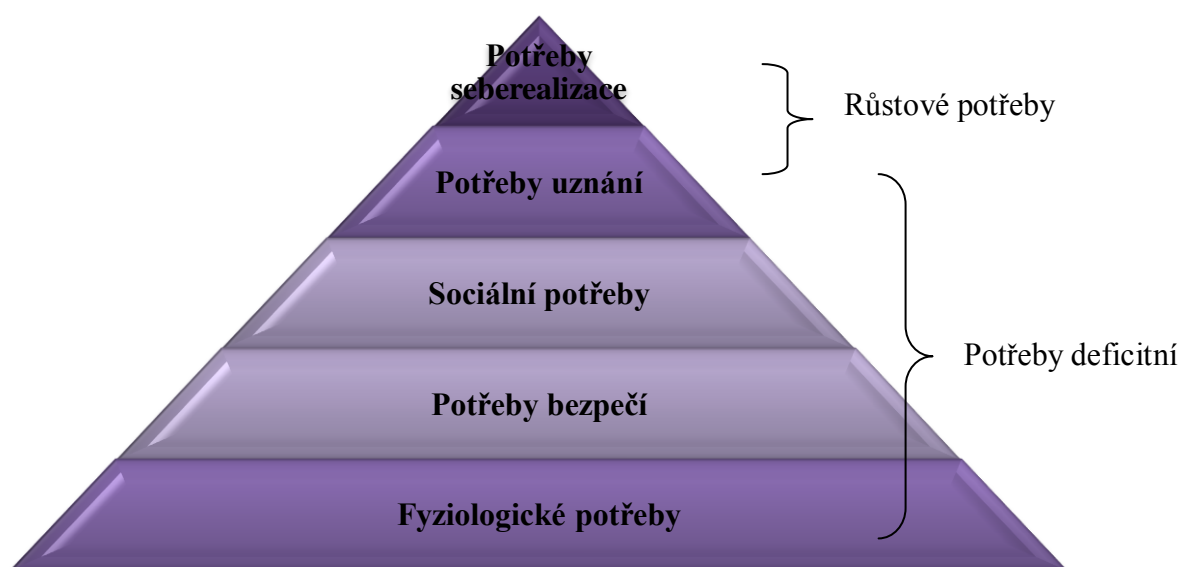 Potřeby
seberealizace
Růstové potřeby
Potřeby uznání
Sociální potřeby
Potřeby deficitní
Potřeby bezpečí
Fyziologické potřeby